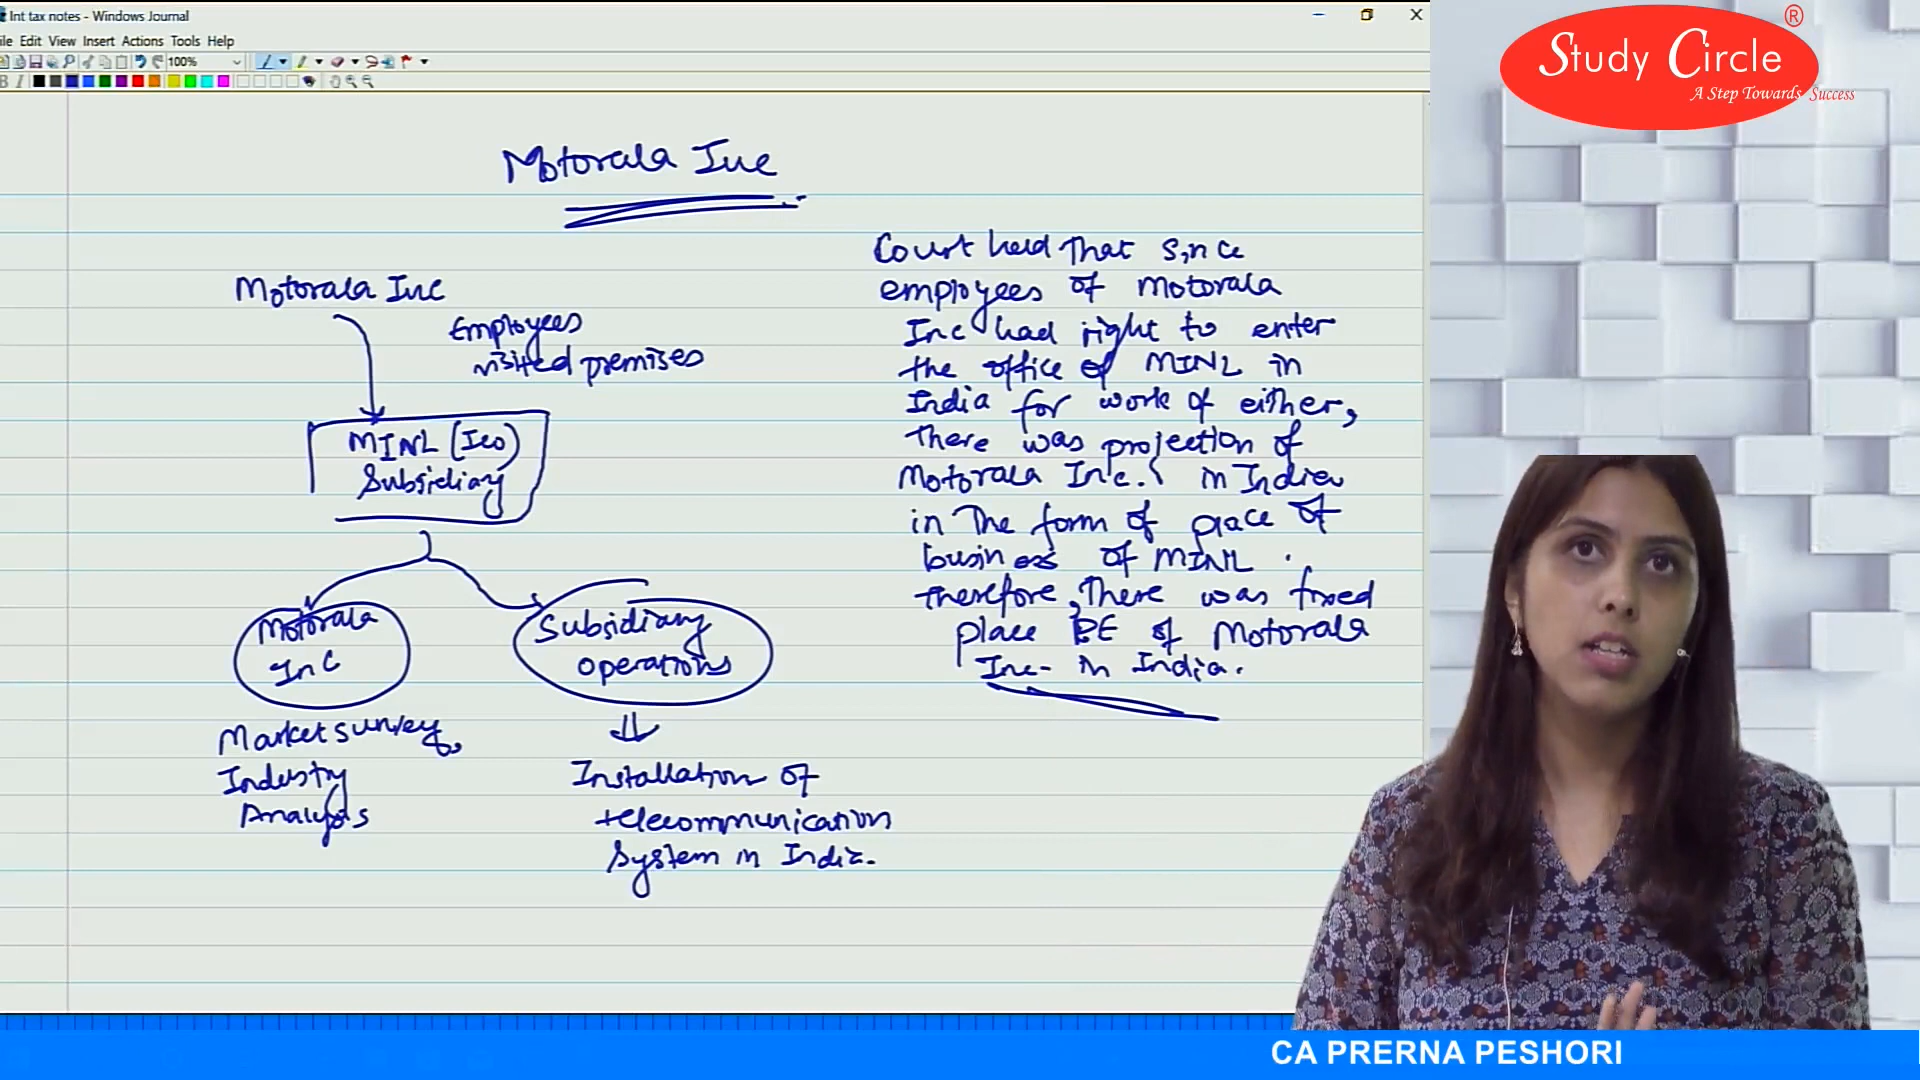 Int tax notes - Windows Journal
ile Edit View Insert Actions Tools Help
100%
B I
Motorala Inc
Motorala Inc
Employees
visited premises
MINL (Ico)
Subsidiary
Motorala
Inc
Subsidiary
operations
Market survey,
Industry
Analysis
Installation of
telecommunication
system in India.
Court held that since
employees of Motorala
Inc had right to enter
the office of MINL in
India for work of either,
there was projection of
Motorala Inc. in India
in the form of place of
business of MINL.
therefore, there was fixed
place PE of Motorala
Inc. in India.
Study Circle ®
A Step Towards Success
CA PRERNA PESHORI